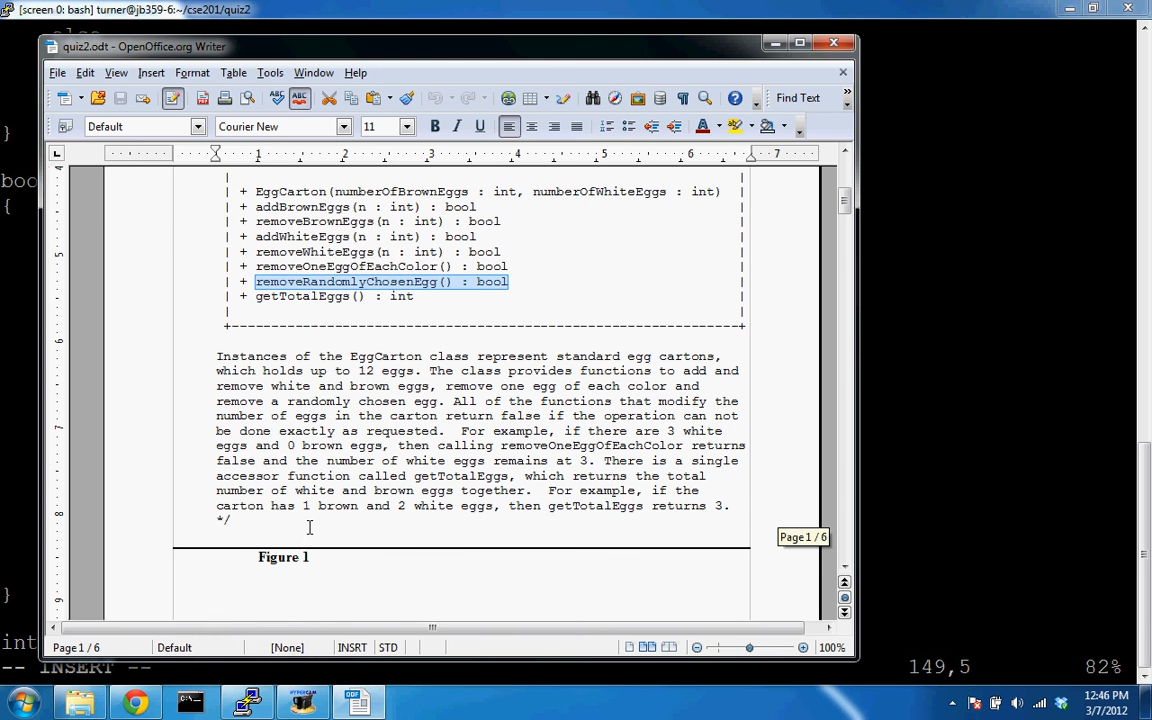 [screen 0: bash] turner@jb359-6:~/cse201/quiz2
quiz2.odt - OpenOffice.org Writer
File Edit View Insert Format Table Tools Window Help
Find Text
Default Courier New 11
1 2 3 4 5 6 7
| + EggCarton(numberOfBrownEggs : int, numberOfWhiteEggs : int) |
| + addBrownEggs(n : int) : bool |
| + removeBrownEggs(n : int) : bool |
| + addWhiteEggs(n : int) : bool |
| + removeWhiteEggs(n : int) : bool |
| + removeOneEggOfEachColor() : bool |
| + removeRandomlyChosenEgg() : bool |
| + getTotalEggs() : int |
| |
+----------------------------------------------------------------+
Instances of the EggCarton class represent standard egg cartons,
which holds up to 12 eggs. The class provides functions to add and
remove white and brown eggs, remove one egg of each color and
remove a randomly chosen egg. All of the functions that modify the
number of eggs in the carton return false if the operation can not
be done exactly as requested.  For example, if there are 3 white
eggs and 0 brown eggs, then calling removeOneEggOfEachColor returns
false and the number of white eggs remains at 3. There is a single
accessor function called getTotalEggs, which returns the total
number of white and brown eggs together.  For example, if the
carton has 1 brown and 2 white eggs, then getTotalEggs returns 3.
*/
Figure 1
Page 1 / 6
Page 1 / 6 Default [None] INSRT STD 100%
}
boo
{
}
int
-- INSERT -- 149,5 82%
12:46 PM
3/7/2012